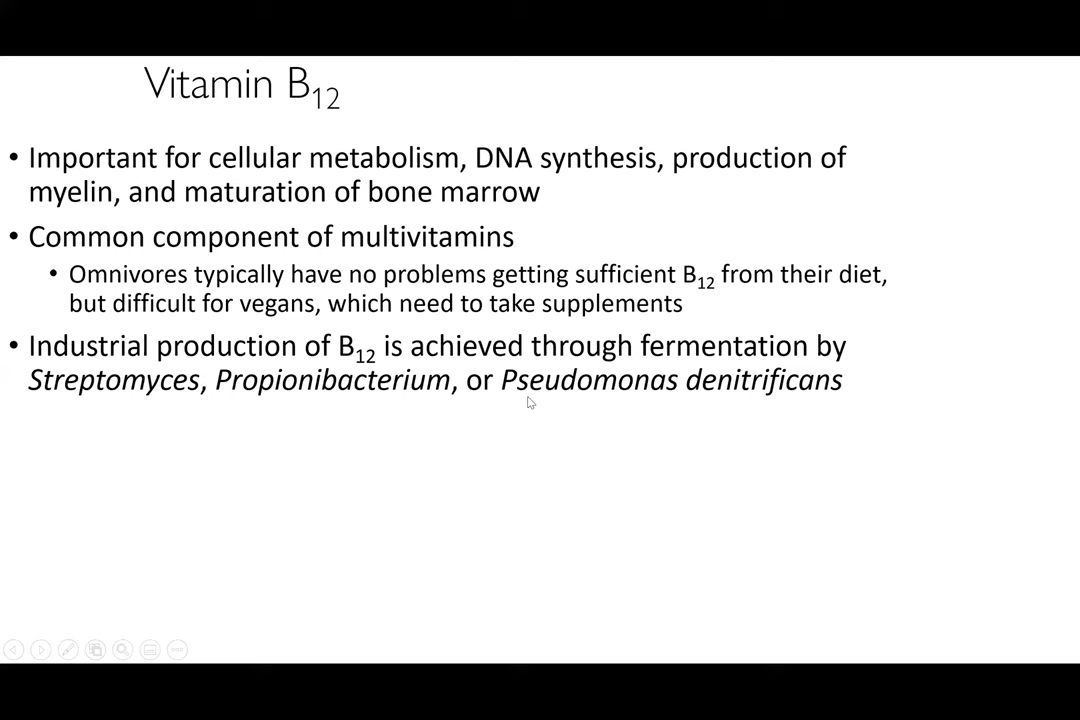 Vitamin B12
• Important for cellular metabolism, DNA synthesis, production of
myelin, and maturation of bone marrow
• Common component of multivitamins
• Omnivores typically have no problems getting sufficient B12 from their diet,
but difficult for vegans, which need to take supplements
• Industrial production of B12 is achieved through fermentation by
Streptomyces, Propionibacterium, or Pseudomonas denitrificans